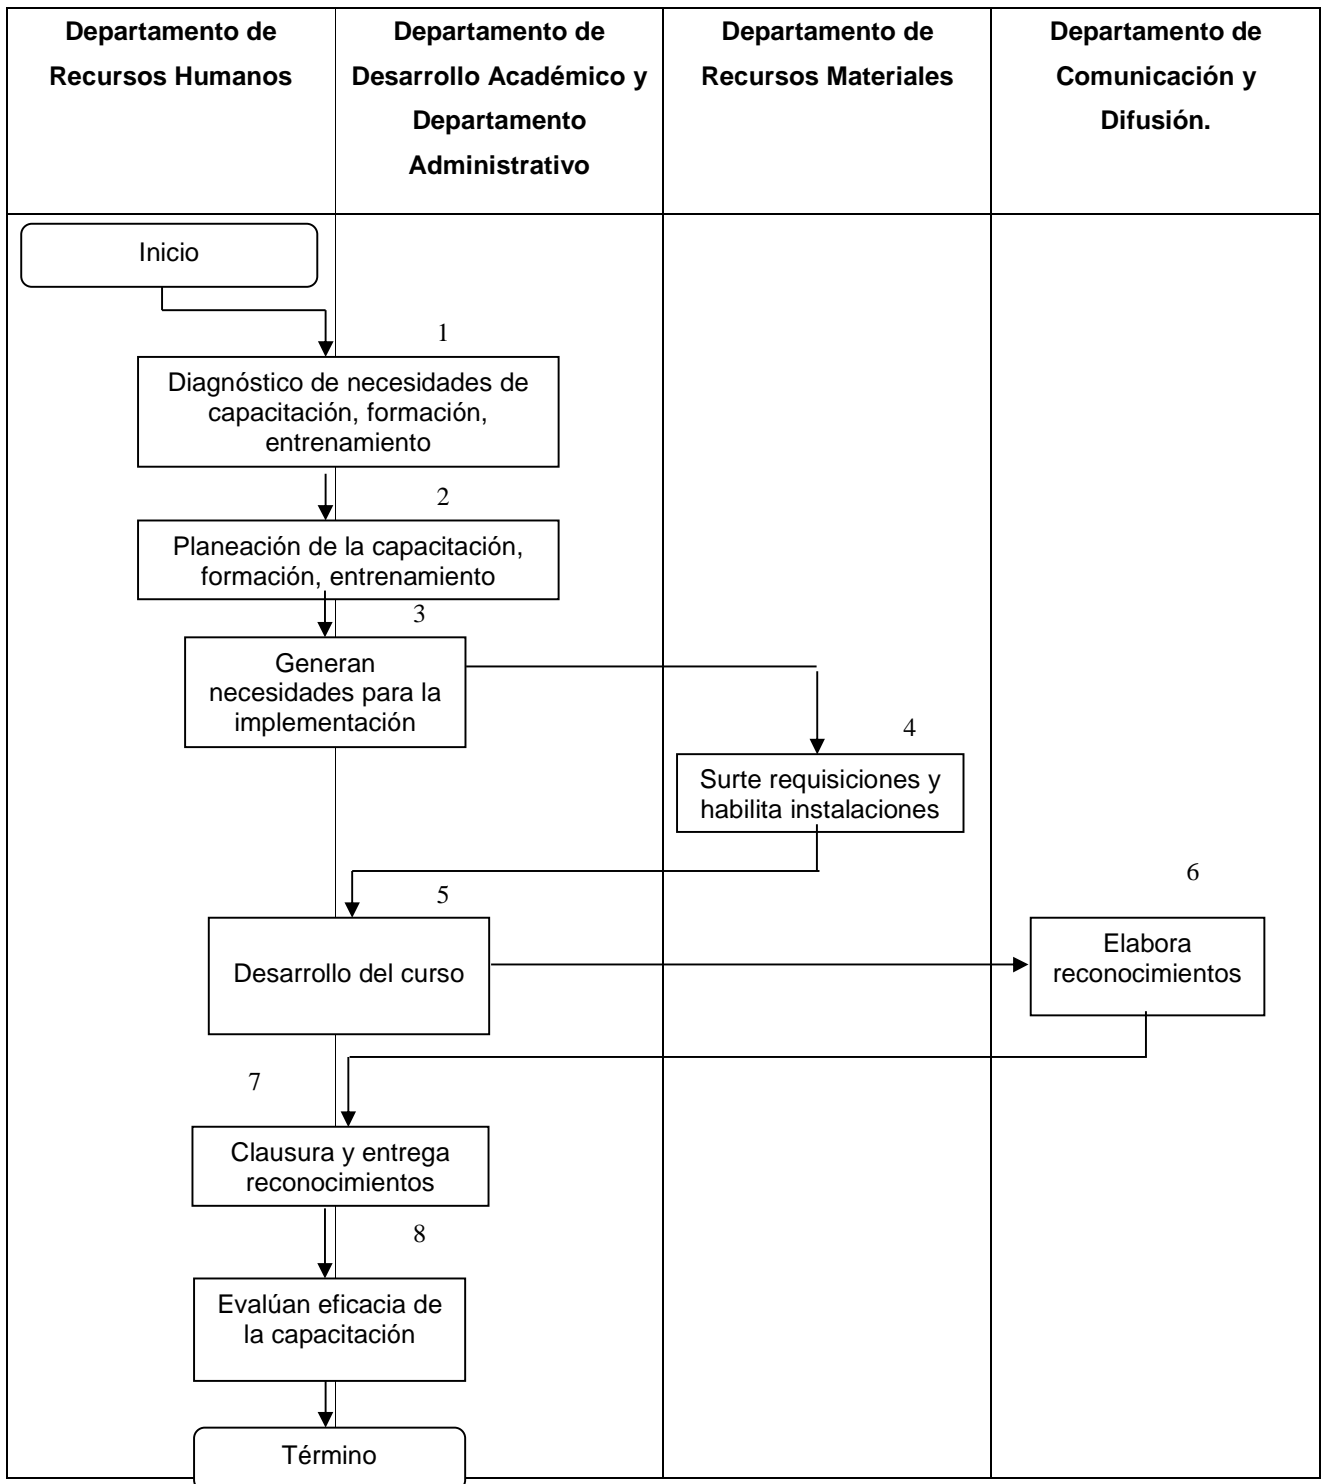 Departamento de
Recursos Humanos
Departamento de
Desarrollo Académico y
Departamento
Administrativo
Departamento de
Recursos Materiales
Departamento de
Comunicación y
Difusión.
Inicio
1
Diagnóstico de necesidades de
capacitación, formación,
entrenamiento
2
Planeación de la capacitación,
formación, entrenamiento
3
Generan
necesidades para la
implementación
4
Surte requisiciones y
habilita instalaciones
5
Desarrollo del curso
6
Elabora
reconocimientos
7
Clausura y entrega
reconocimientos
8
Evalúan eficacia de
la capacitación
Término